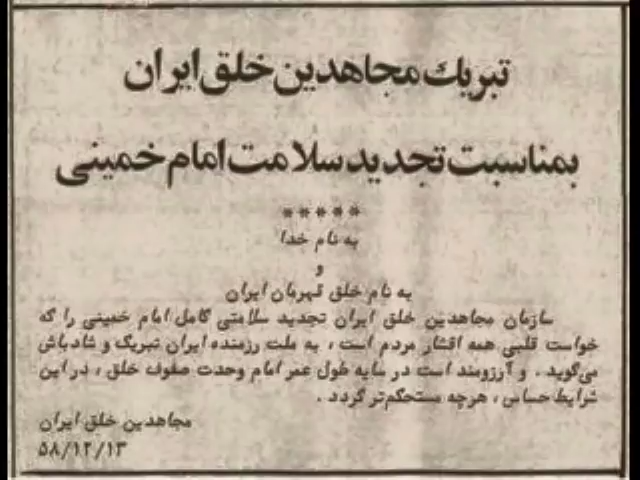 تبریك مجاهدین خلق ایران
بمناسبت تجدید سلامت امام خمینی
*****
به نام خدا
و
به نام خلق قهرمان ایران
سازمان مجاهدین خلق ایران تجدید سلامتی کامل امام خمینی را که
خواست قلبی همه اقشار مردم است ، به ملت رزمنده ایران تبریک و شادباش
می‌گوید . و آرزومند است در سایه طول عمر امام وحدت صفوف خلق ، در این
شرایط حساس ، هرچه مستحکم‌تر گردد .
مجاهدین خلق ایران
۵۸/۱۲/۱۳